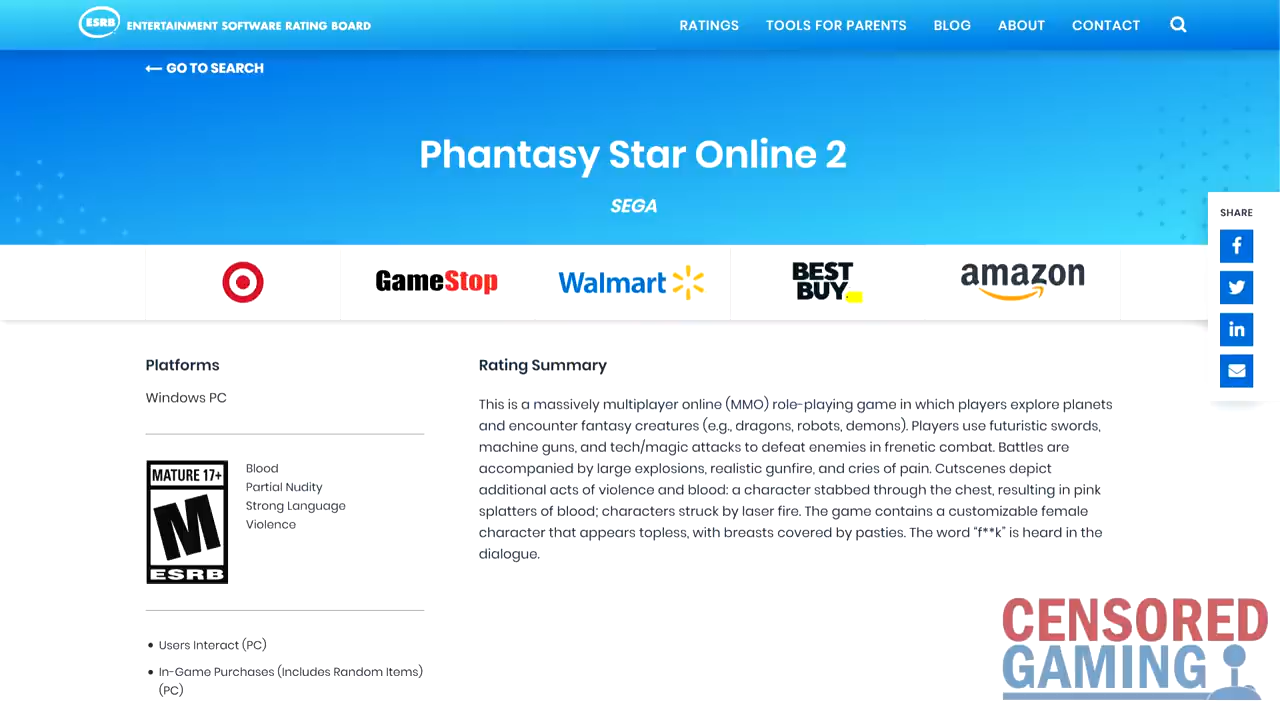 ESRB ENTERTAINMENT SOFTWARE RATING BOARD
RATINGS TOOLS FOR PARENTS BLOG ABOUT CONTACT
GO TO SEARCH
Phantasy Star Online 2
SEGA
SHARE
GameStop
Walmart
BEST BUY
amazon
Platforms
Windows PC
MATURE 17+
M
ESRB
Blood
Partial Nudity
Strong Language
Violence
Users Interact (PC)
In-Game Purchases (Includes Random Items)
(PC)
Rating Summary
This is a massively multiplayer online (MMO) role-playing game in which players explore planets
and encounter fantasy creatures (e.g., dragons, robots, demons). Players use futuristic swords,
machine guns, and tech/magic attacks to defeat enemies in frenetic combat. Battles are
accompanied by large explosions, realistic gunfire, and cries of pain. Cutscenes depict
additional acts of violence and blood: a character stabbed through the chest, resulting in pink
splatters of blood; characters struck by laser fire. The game contains a customizable female
character that appears topless, with breasts covered by pasties. The word “f**k” is heard in the
dialogue.
CENSORED
GAMING